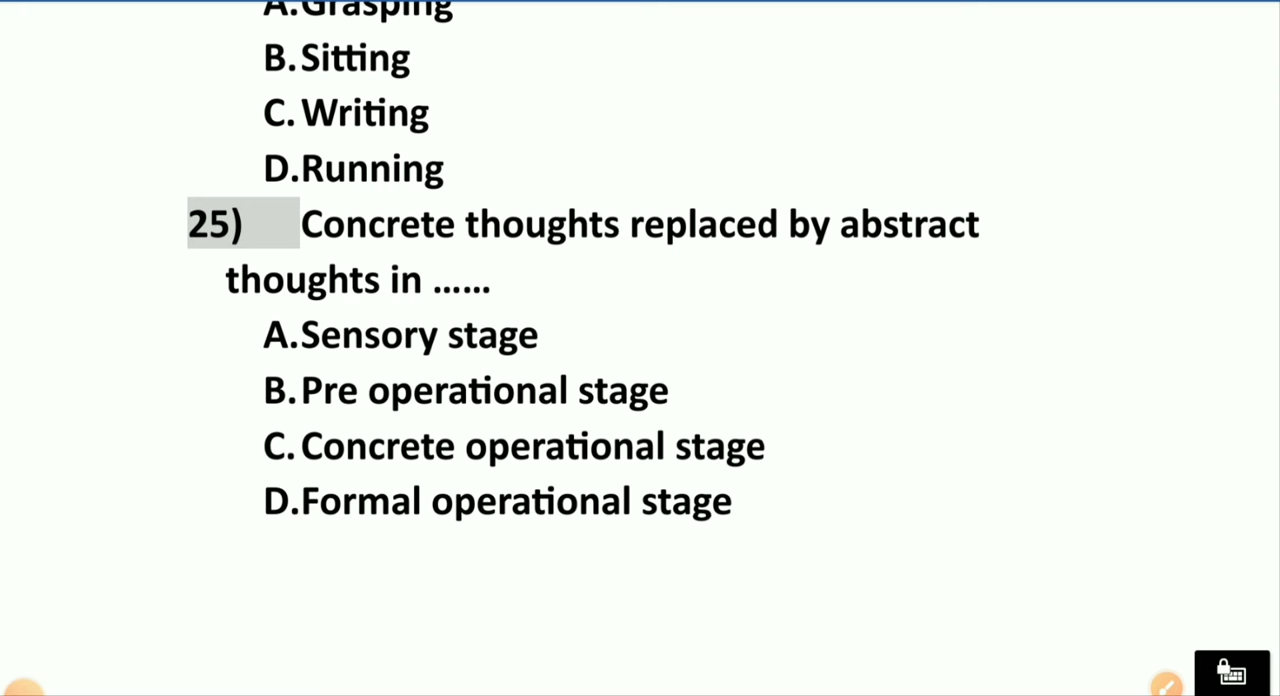 A. Grasping
B. Sitting
C. Writing
D. Running
25) Concrete thoughts replaced by abstract
thoughts in ......
A. Sensory stage
B. Pre operational stage
C. Concrete operational stage
D. Formal operational stage